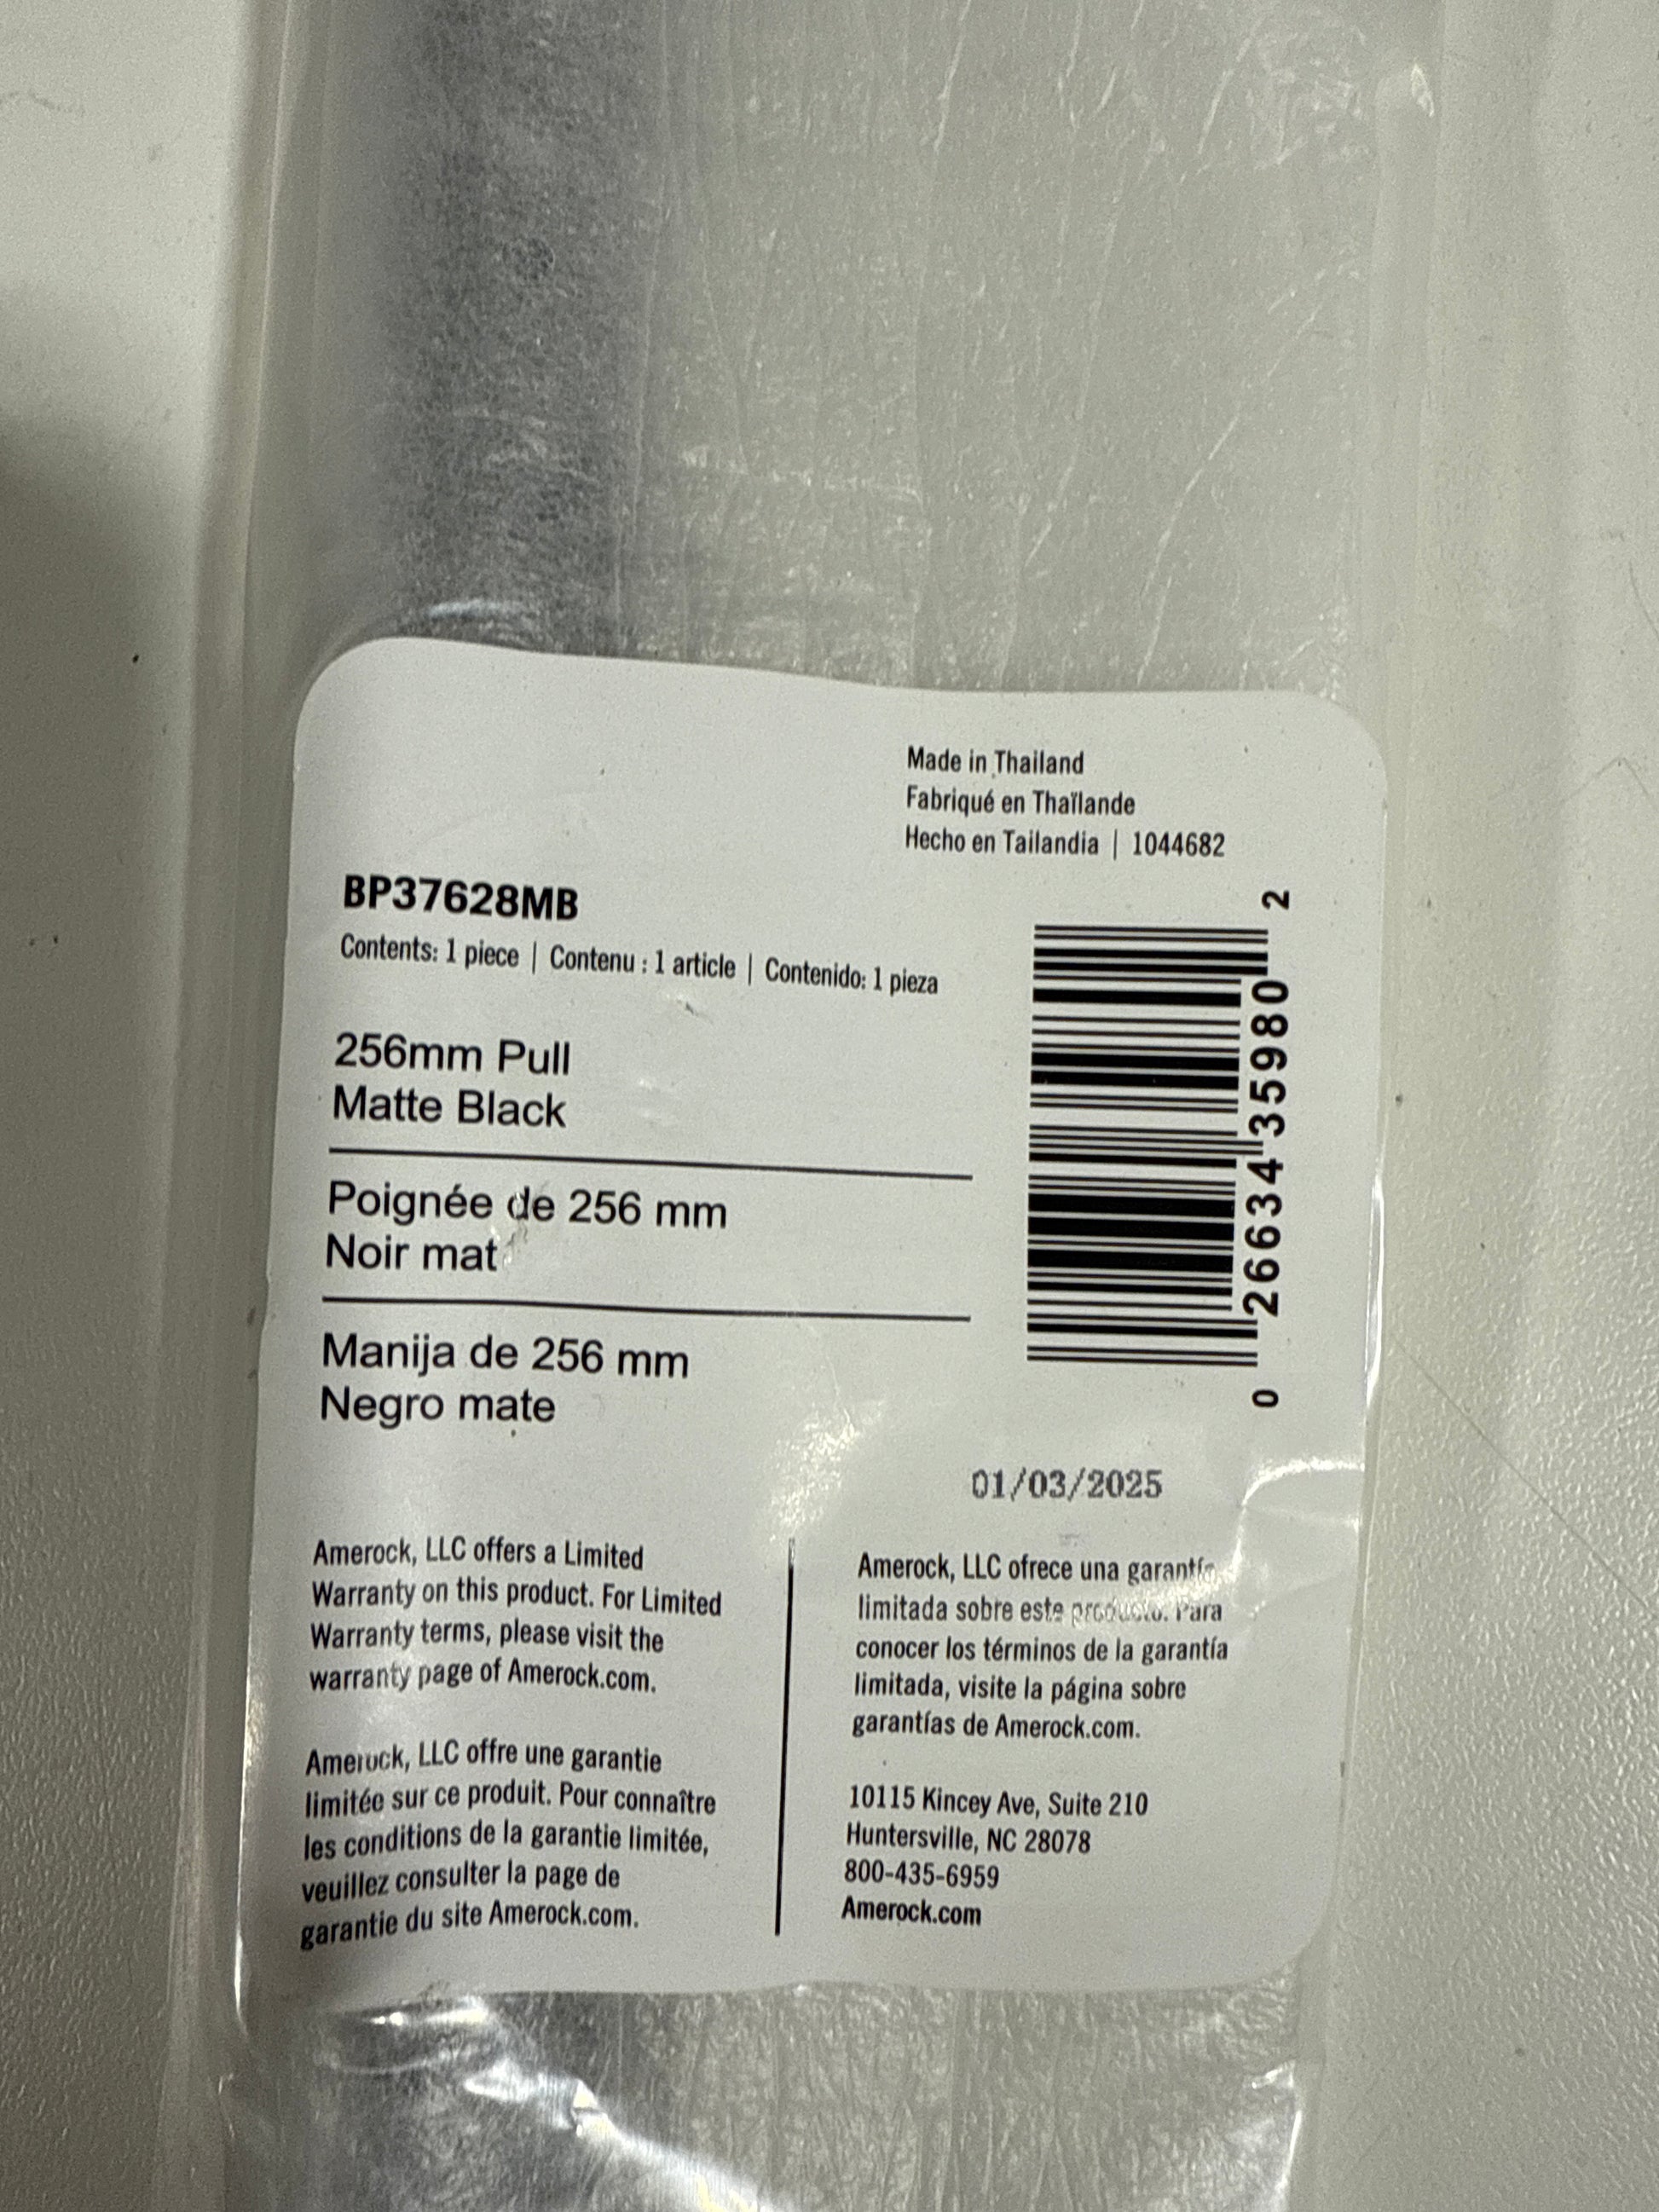 Made in Thailand
Fabriqué en Thaïlande
Hecho en Tailandia | 1044682
BP37628MB
Contents: 1 piece | Contenu : 1 article | Contenido: 1 pieza
256mm Pull
Matte Black
Poignée de 256 mm
Noir mat
Manija de 256 mm
Negro mate
0 26634 35980 2
01/03/2025
Amerock, LLC offers a Limited
Warranty on this product. For Limited
Warranty terms, please visit the
warranty page of Amerock.com.
Amerock, LLC offre une garantie
limitée sur ce produit. Pour connaître
les conditions de la garantie limitée,
veuillez consulter la page de
garantie du site Amerock.com.
Amerock, LLC ofrece una garantía
limitada sobre este producto. Para
conocer los términos de la garantía
limitada, visite la página sobre
garantías de Amerock.com.
10115 Kincey Ave, Suite 210
Huntersville, NC 28078
800-435-6959
Amerock.com